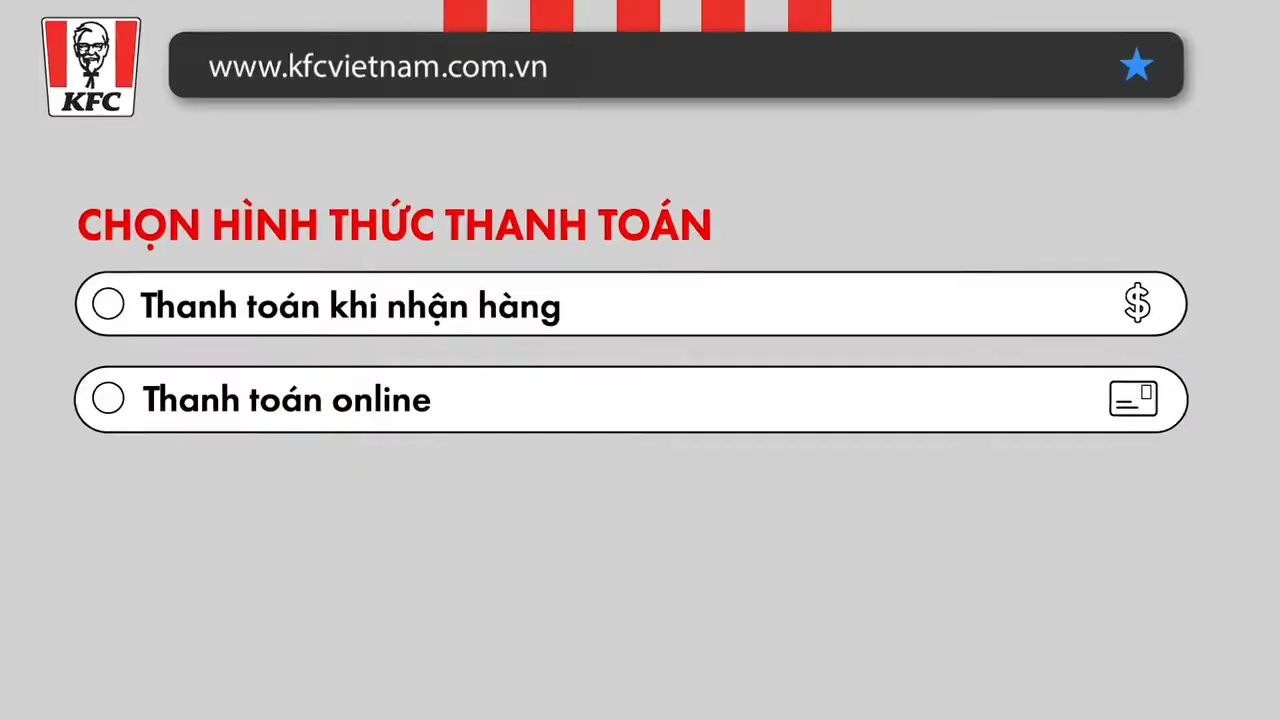 KFC
www.kfcvietnam.com.vn
CHỌN HÌNH THỨC THANH TOÁN
Thanh toán khi nhận hàng
Thanh toán online